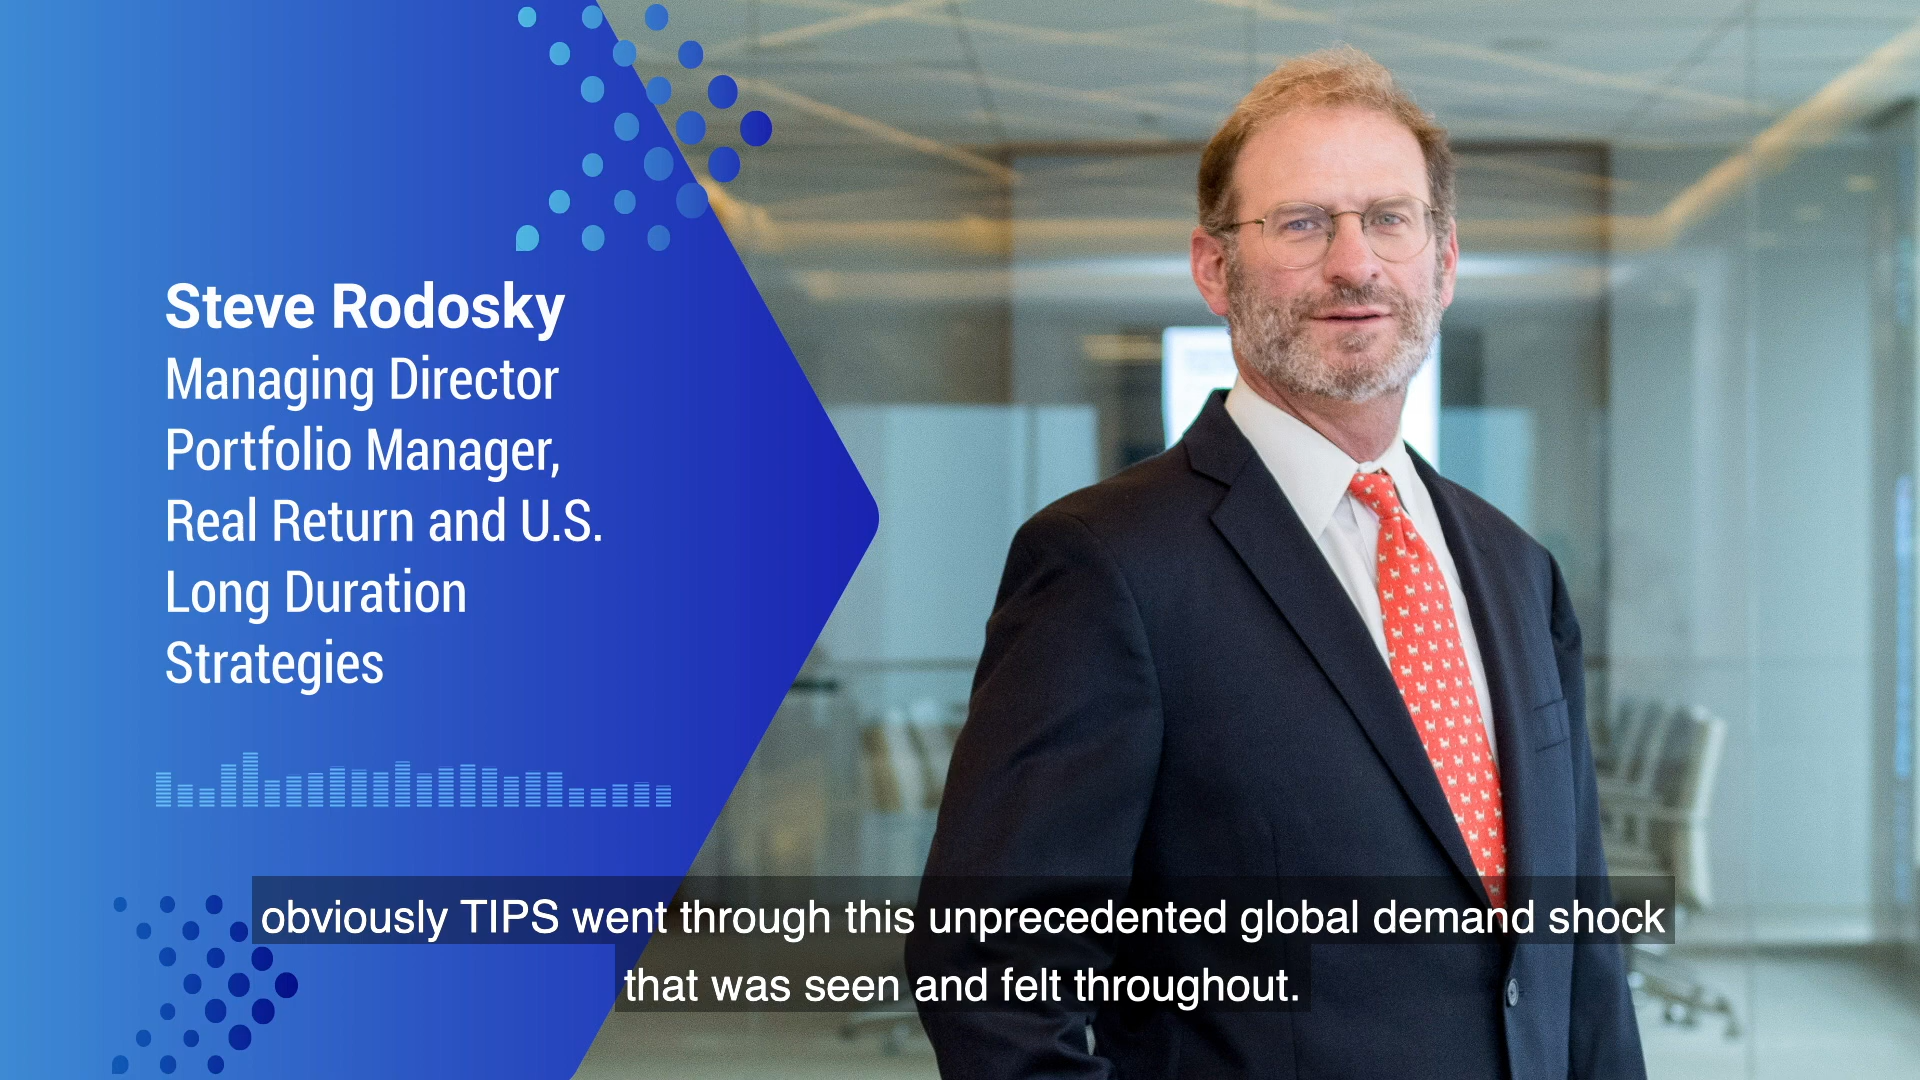 Steve Rodosky
Managing Director
Portfolio Manager,
Real Return and U.S.
Long Duration
Strategies
obviously TIPS went through this unprecedented global demand shock
that was seen and felt throughout.